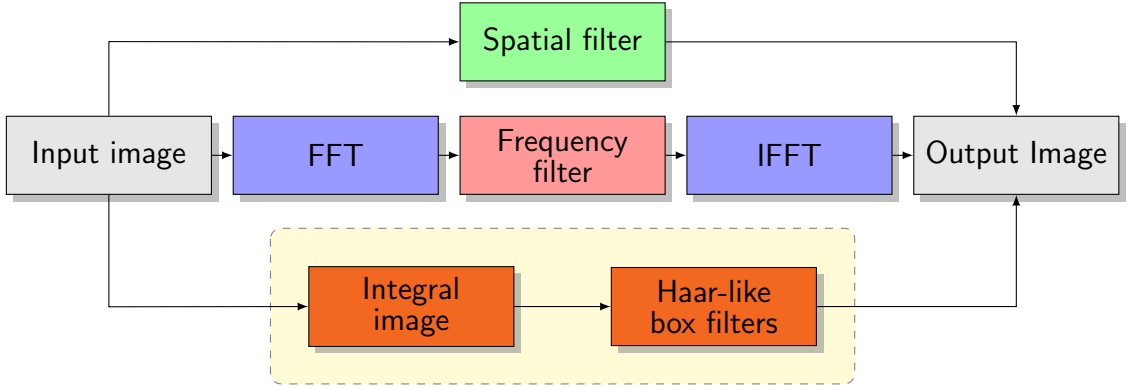 Spatial filter
Input image
FFT
Frequency
filter
IFFT
Output Image
Integral
image
Haar-like
box filters